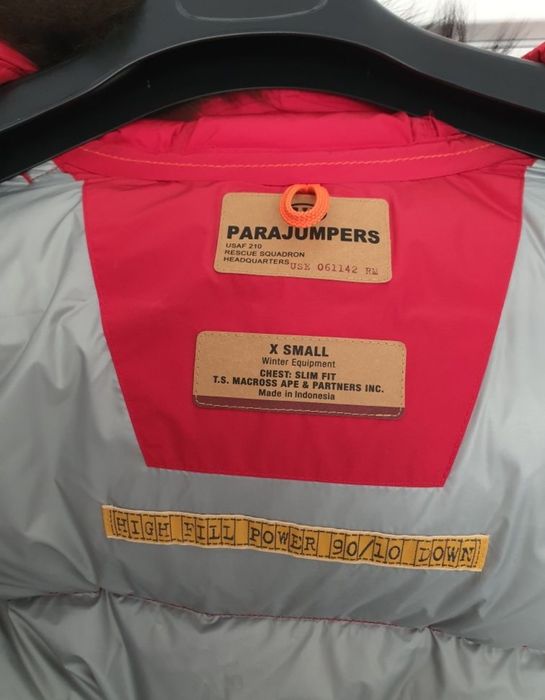 PARAJUMPERS
USAF 210
RESCUE SQUADRON
HEADQUARTERS USE 061142 RM
X SMALL
Winter Equipment
CHEST: SLIM FIT
T.S. MACROSS APE & PARTNERS INC.
Made in Indonesia
HIGH FILL POWER 90/10 DOWN